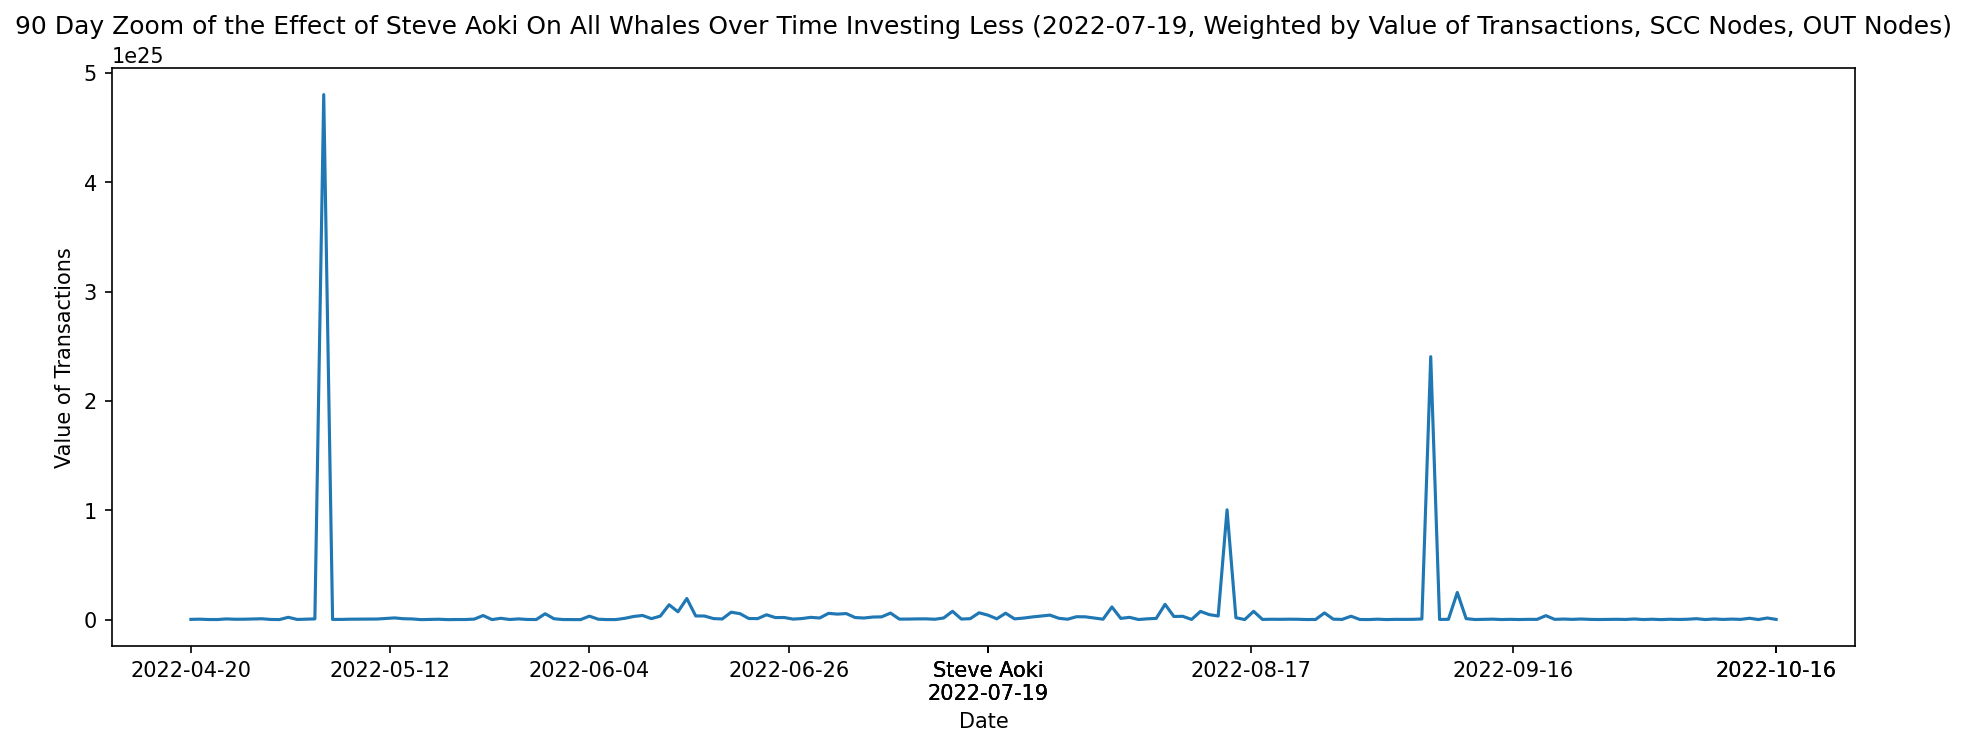 90 Day Zoom of the Effect of Steve Aoki On All Whales Over Time Investing Less (2022-07-19, Weighted by Value of Transactions, SCC Nodes, OUT Nodes)
1e25
5
4
3
2
1
0
Value of Transactions
2022-04-20
2022-05-12
2022-06-04
2022-06-26
Steve Aoki
2022-07-19
2022-08-17
2022-09-16
2022-10-16
Date